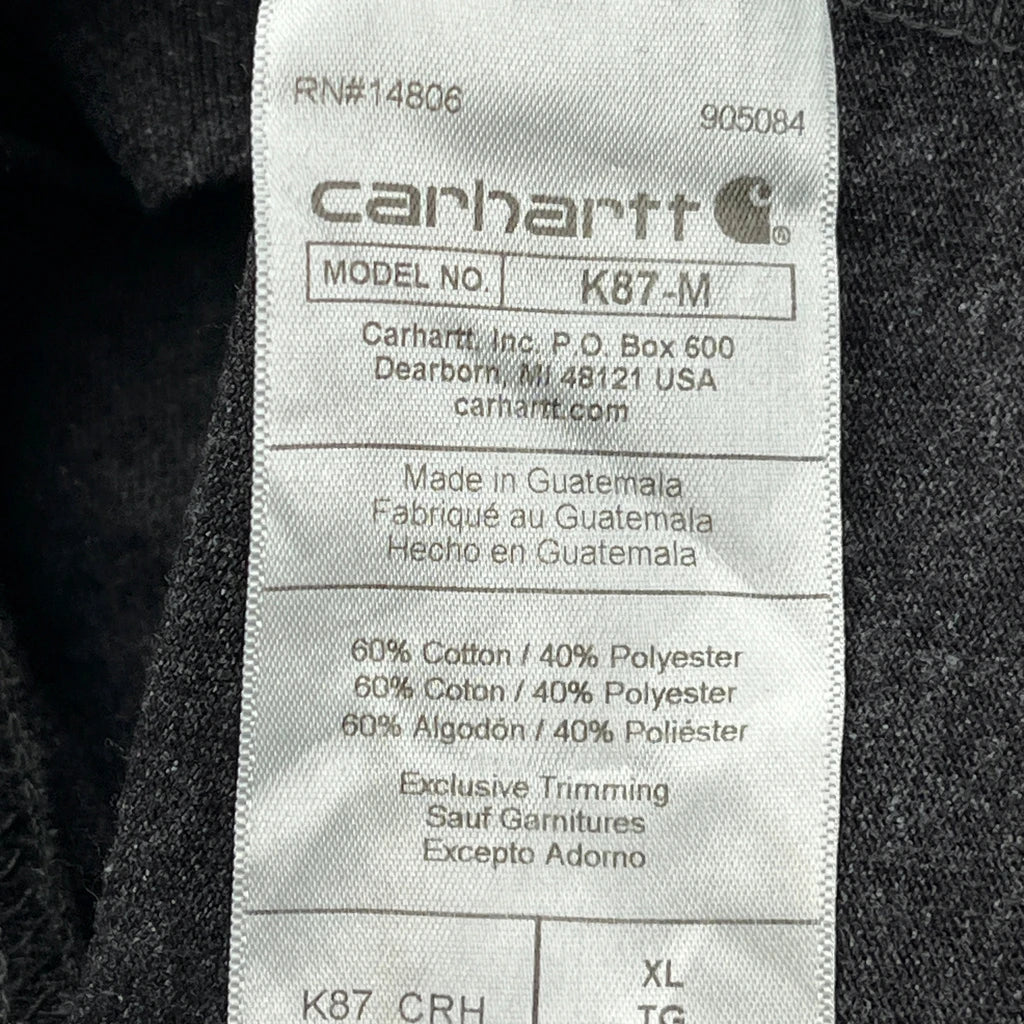 RN#14806
905084
carhartt ®
MODEL NO. K87-M
Carhartt, Inc. P.O. Box 600
Dearborn, MI 48121 USA
carhartt.com
Made in Guatemala
Fabriqué au Guatemala
Hecho en Guatemala
60% Cotton / 40% Polyester
60% Coton / 40% Polyester
60% Algodón / 40% Poliéster
Exclusive Trimming
Sauf Garnitures
Excepto Adorno
K87 CRH
XL
TG